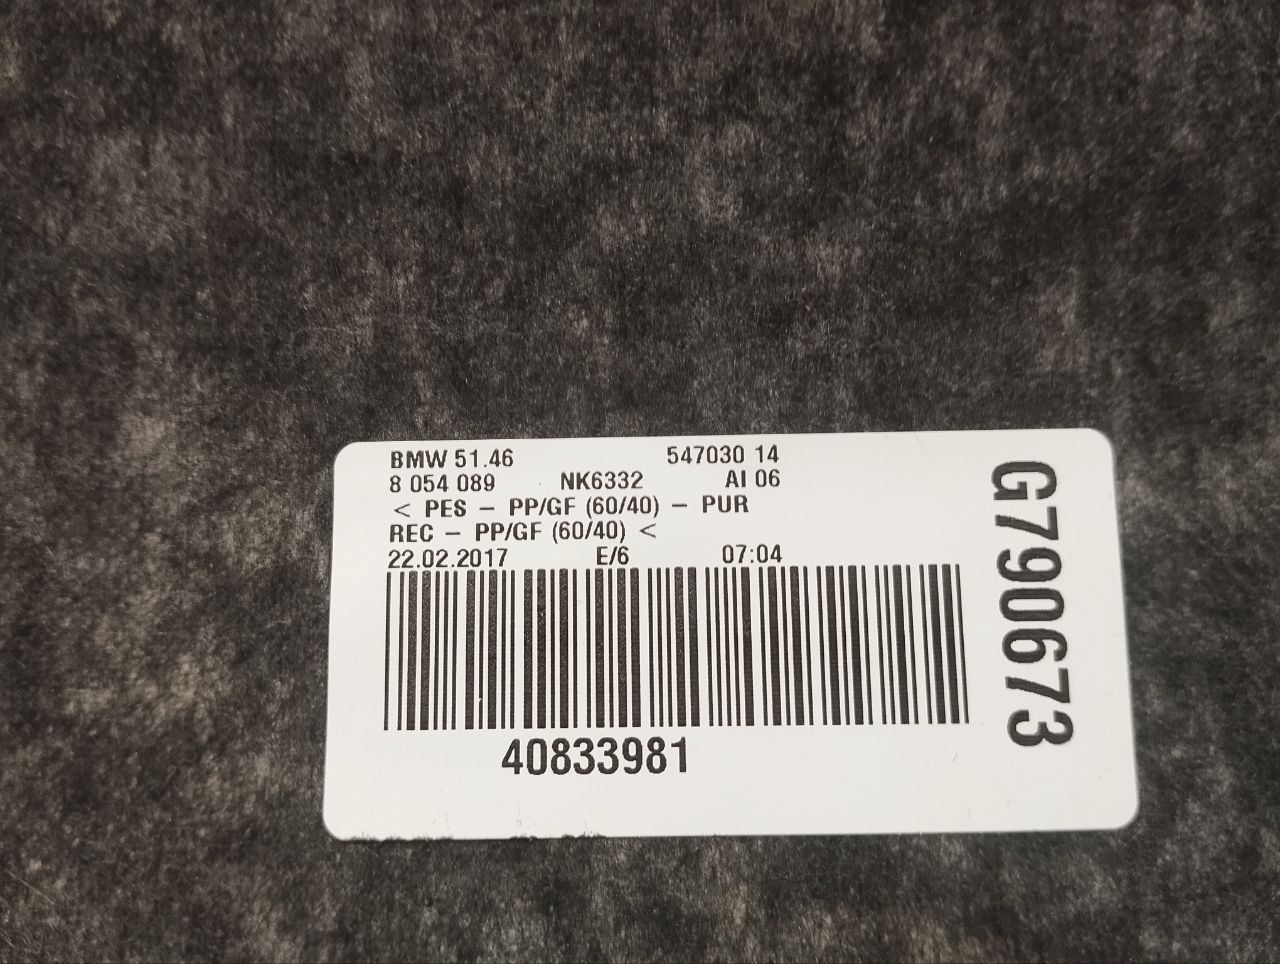 BMW 51.46 547030 14
8 054 089 NK6332 AI 06
< PES – PP/GF (60/40) – PUR
REC – PP/GF (60/40) <
22.02.2017 E/6 07:04
40833981
G790673